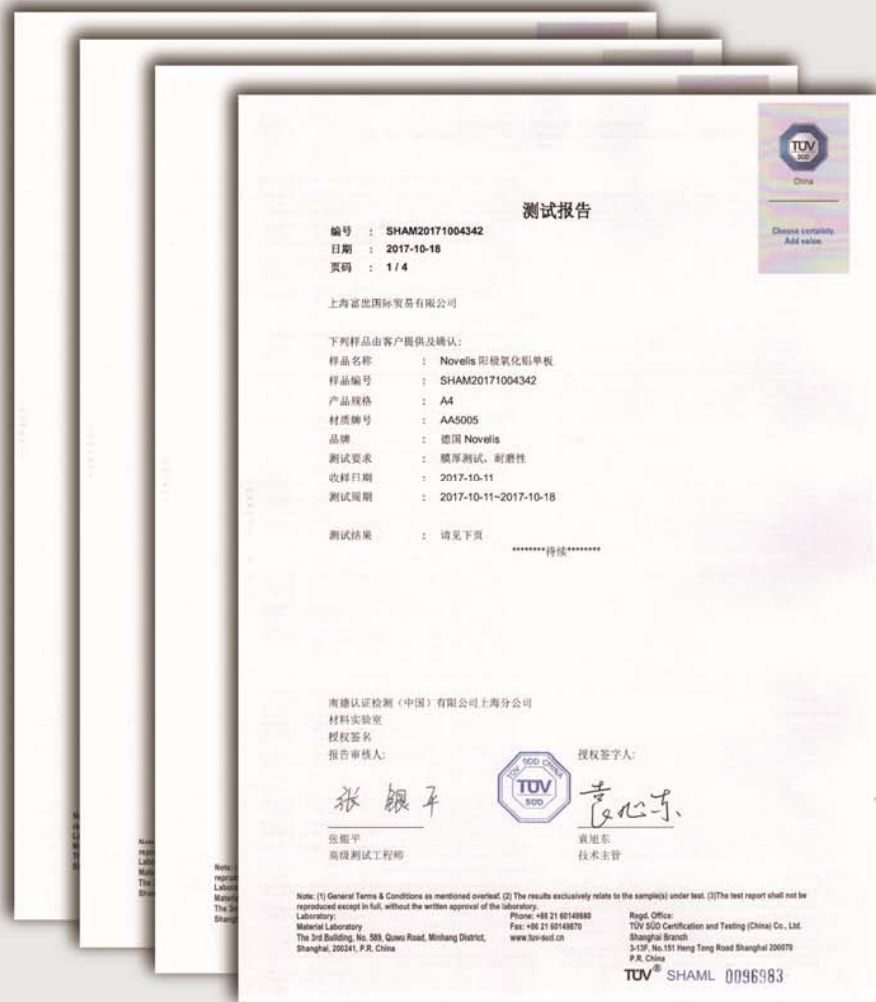 TÜV
SÜD
China
Choose certainty.
Add value.
测试报告
编号 : SHAM20171004342
日期 : 2017-10-18
页码 : 1 / 4
上海富世国际贸易有限公司
下列样品由客户提供及确认:
样品名称 : Novelis 阳极氧化铝单板
样品编号 : SHAM20171004342
产品规格 : A4
材质牌号 : AA5005
品牌 : 德国 Novelis
测试要求 : 膜厚测试，耐磨性
收样日期 : 2017-10-11
测试周期 : 2017-10-11~2017-10-18
测试结果 : 请见下页
********待续********
南德认证检测（中国）有限公司上海分公司
材料实验室
授权签名
报告审核人: 授权签字人:
张银平
TÜV SÜD CHINA
TÜV
SÜD
袁旭东
张银平 袁旭东
高级测试工程师 技术主管
Note: (1) General Terms & Conditions as mentioned overleaf. (2) The results exclusively relate to the sample(s) under test. (3)The test report shall not be
reproduced except in full, without the written approval of the laboratory.
Laboratory: Phone: +86 21 60149888 Regd. Office:
Material Laboratory Fax: +86 21 60149870 TÜV SÜD Certification and Testing (China) Co., Ltd.
The 3rd Building, No. 589, Quwu Road, Minhang District, www.tuv-sud.cn Shanghai Branch
Shanghai, 200241, P.R. China 3-13F, No.151 Heng Tong Road Shanghai 200070
P.R. China
TÜV® SHAML 0096983